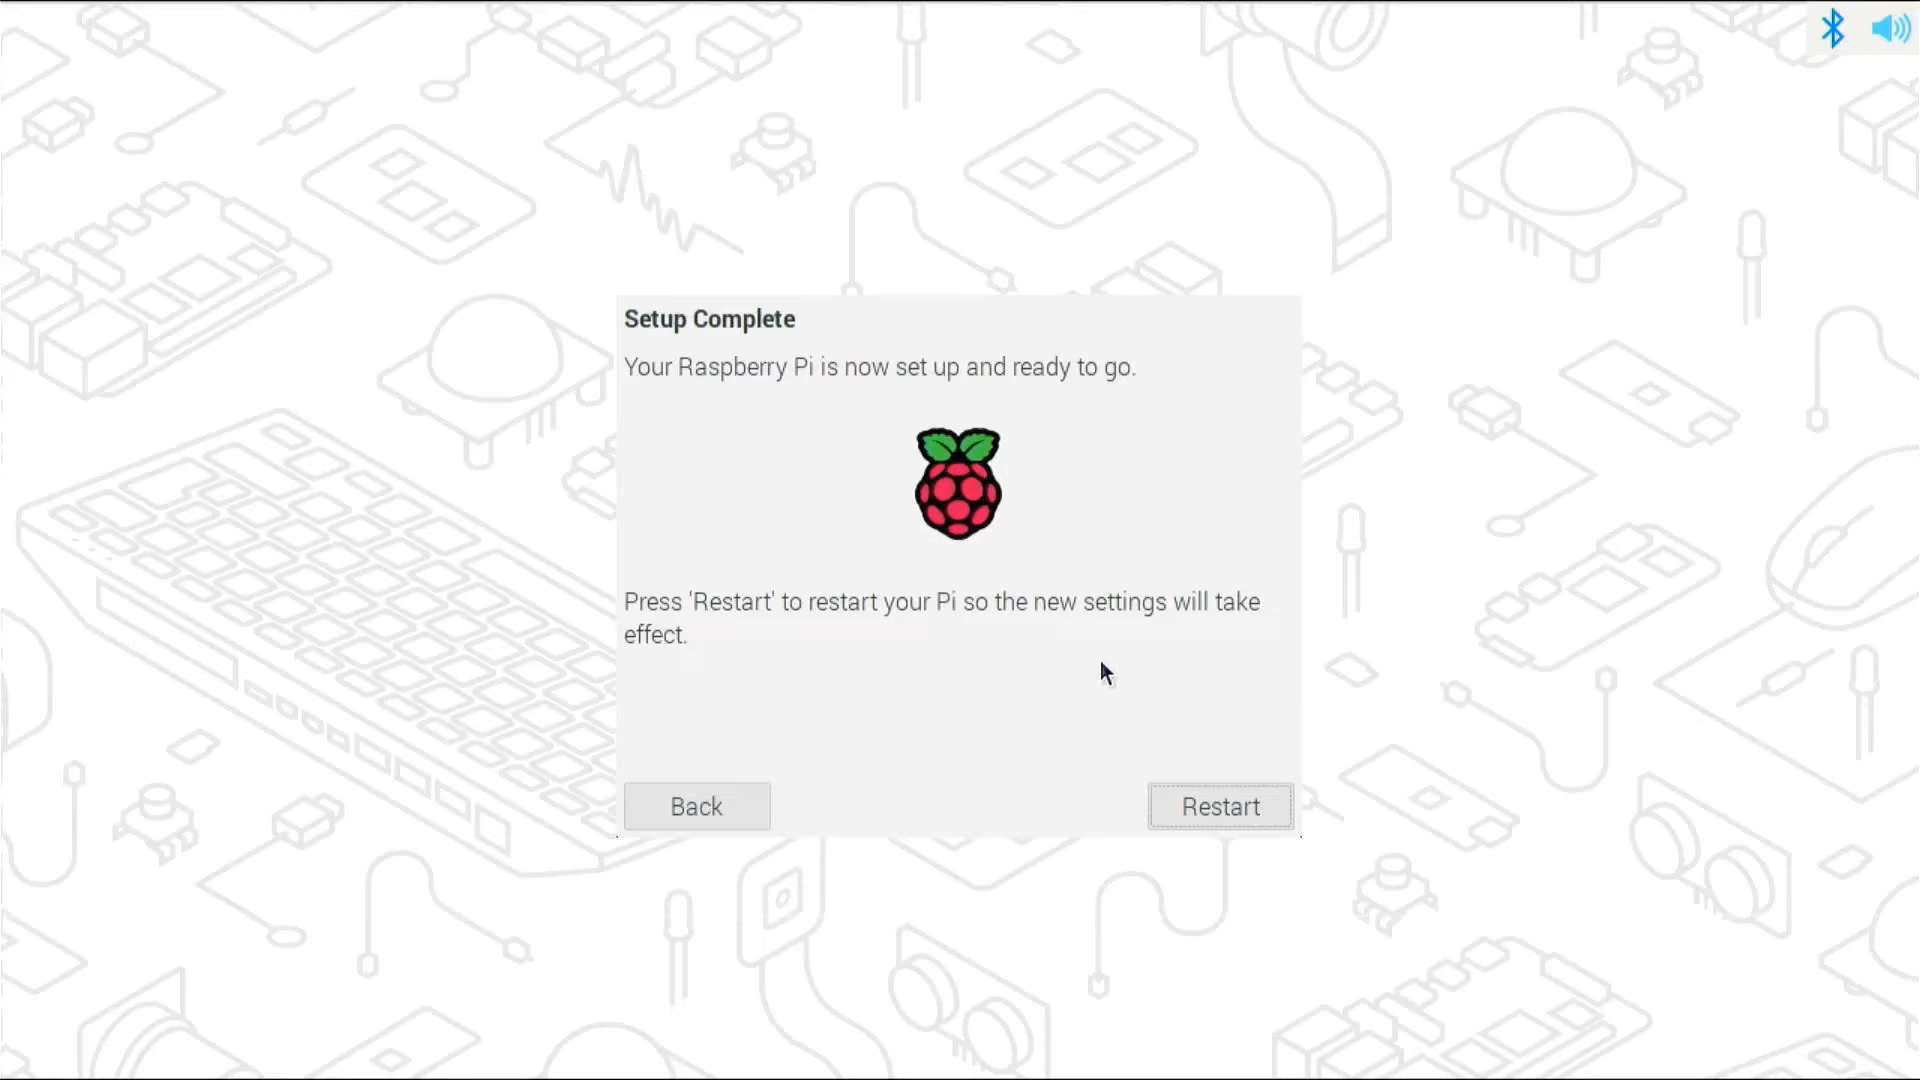 Setup Complete
Your Raspberry Pi is now set up and ready to go.
Press 'Restart' to restart your Pi so the new settings will take
effect.
Back
Restart